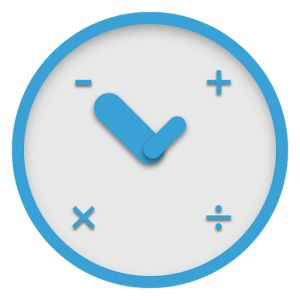 - +
× ÷